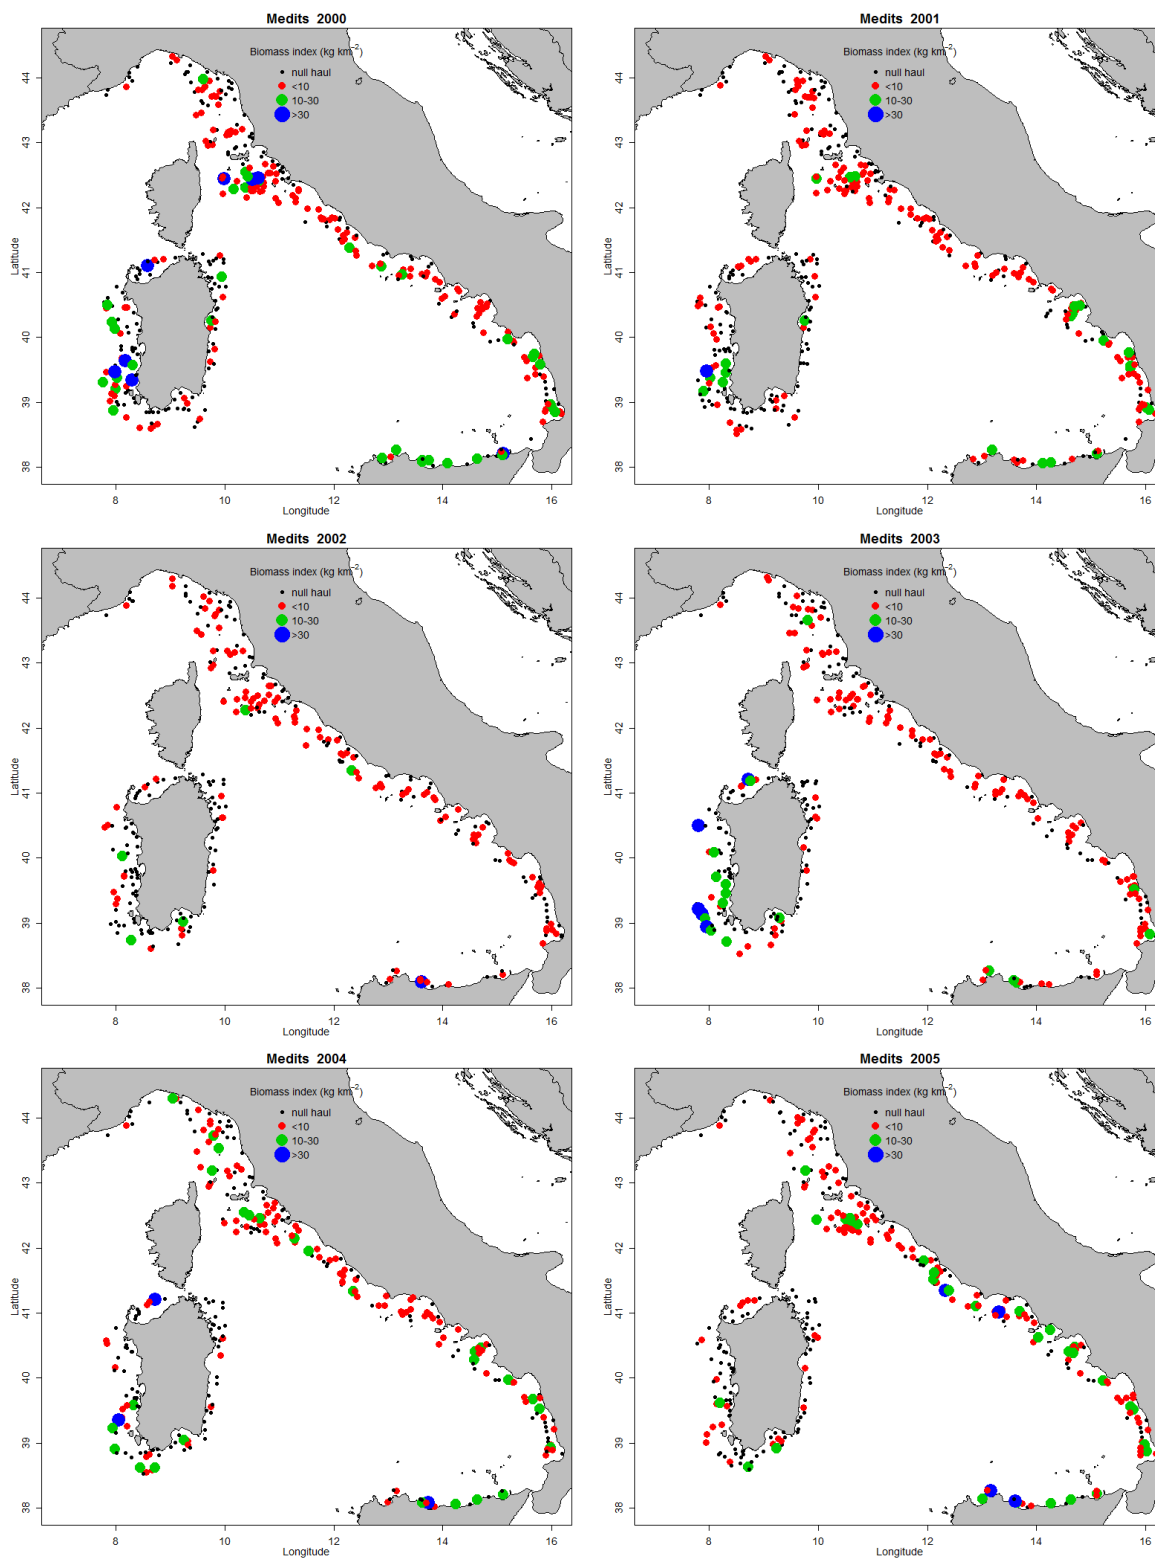 Medits 2000
Biomass index (kg km⁻²)
null haul
<10
10-30
>30
44
43
42
41
40
39
38
Latitude
8 10 12 14 16
Longitude
Medits 2001
Biomass index (kg km⁻²)
null haul
<10
10-30
>30
44
43
42
41
40
39
38
Latitude
8 10 12 14 16
Longitude
Medits 2002
Biomass index (kg km⁻²)
null haul
<10
10-30
>30
44
43
42
41
40
39
38
Latitude
8 10 12 14 16
Longitude
Medits 2003
Biomass index (kg km⁻²)
null haul
<10
10-30
>30
44
43
42
41
40
39
38
Latitude
8 10 12 14 16
Longitude
Medits 2004
Biomass index (kg km⁻²)
null haul
<10
10-30
>30
44
43
42
41
40
39
38
Latitude
8 10 12 14 16
Longitude
Medits 2005
Biomass index (kg km⁻²)
null haul
<10
10-30
>30
44
43
42
41
40
39
38
Latitude
8 10 12 14 16
Longitude